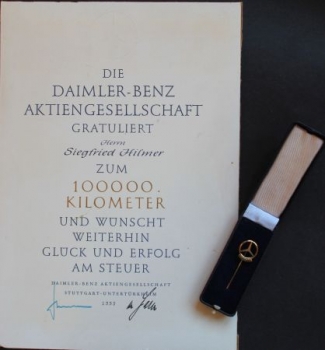 DIE
DAIMLER-BENZ
AKTIENGESELLSCHAFT
GRATULIERT
Herrn
Siegfried Hilmer
ZUM
100000.
KILOMETER
UND WÜNSCHT
WEITERHIN
GLÜCK UND ERFOLG
AM STEUER
DAIMLER-BENZ AKTIENGESELLSCHAFT
STUTTGART-UNTERTÜRKHEIM